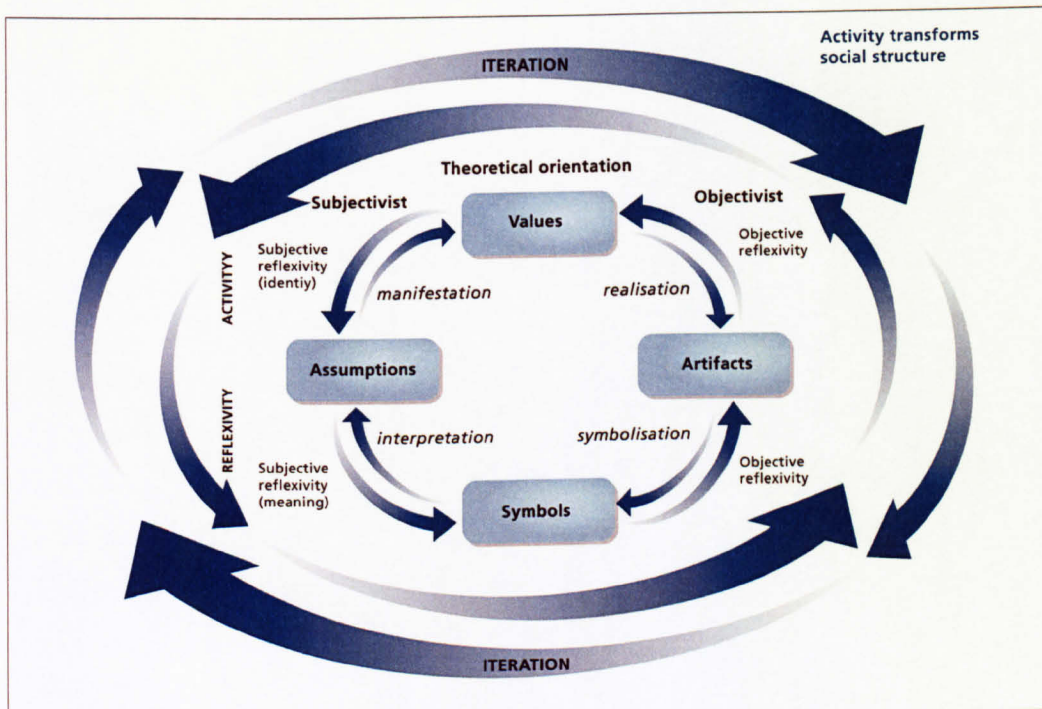 Activity transforms
social structure
ITERATION
Theoretical orientation
Subjectivist
Values
Objectivist
Subjective
reflexivity
(identiy)
Objective
reflexivity
ACTIVITYY
manifestation
realisation
Assumptions
Artifacts
REFLEXIVITY
interpretation
symbolisation
Subjective
reflexivity
(meaning)
Objective
reflexivity
Symbols
ITERATION